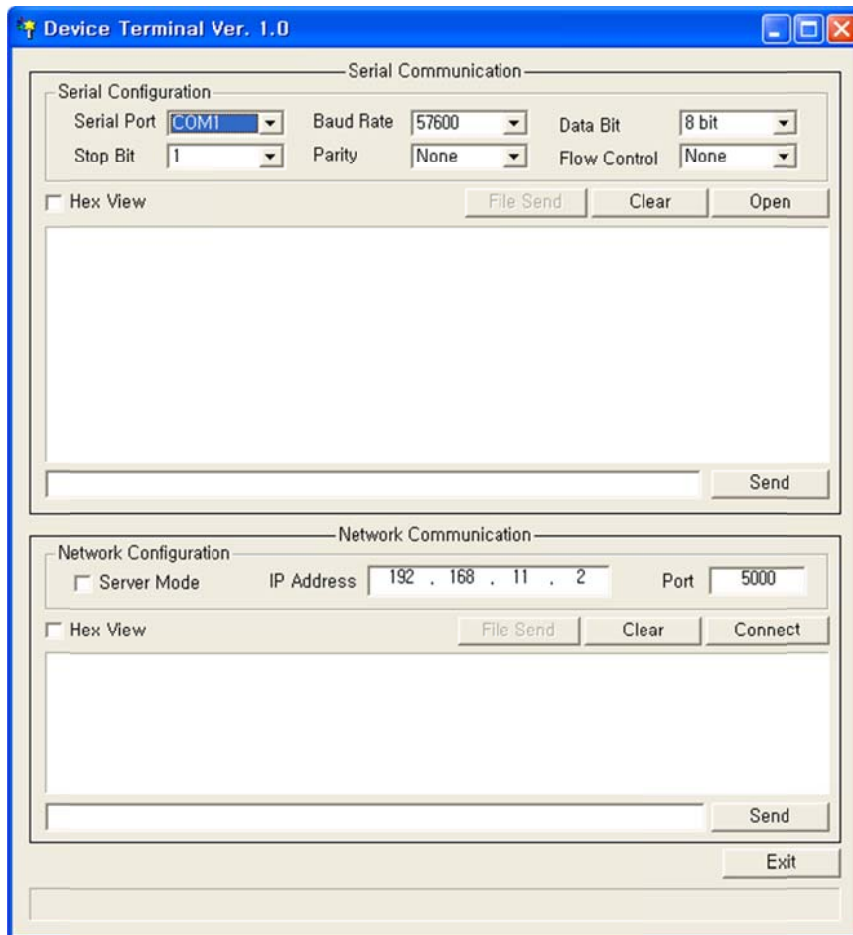 Device Terminal Ver. 1.0
Serial Communication
Serial Configuration
Serial Port COM1 Baud Rate 57600 Data Bit 8 bit
Stop Bit 1 Parity None Flow Control None
Hex View File Send Clear Open
Send
Network Communication
Network Configuration
Server Mode IP Address 192 . 168 . 11 . 2 Port 5000
Hex View File Send Clear Connect
Send
Exit